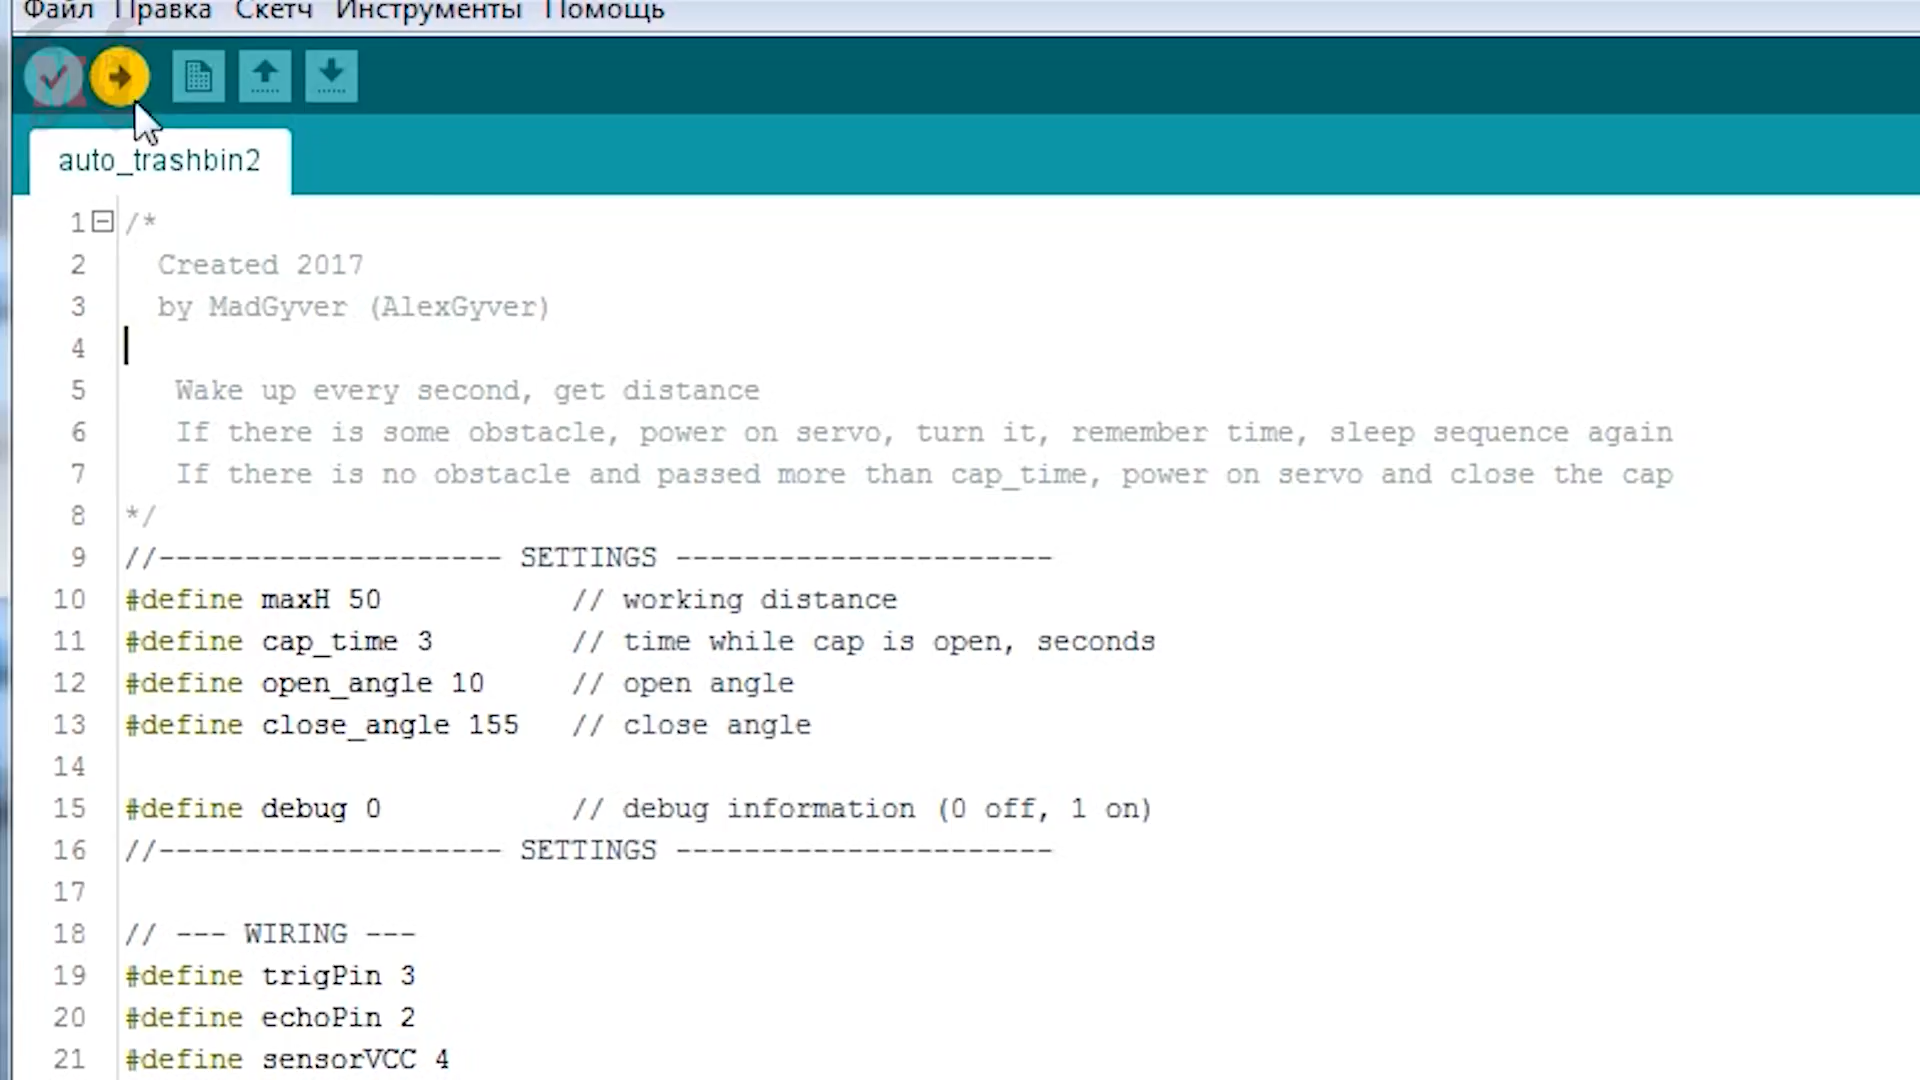 Файл Правка Скетч Инструменты Помощь
auto_trashbin2
1 /*
2 Created 2017
3 by MadGyver (AlexGyver)
4
5 Wake up every second, get distance
6 If there is some obstacle, power on servo, turn it, remember time, sleep sequence again
7 If there is no obstacle and passed more than cap_time, power on servo and close the cap
8 */
9 //-------------------- SETTINGS ----------------------
10 #define maxH 50 // working distance
11 #define cap_time 3 // time while cap is open, seconds
12 #define open_angle 10 // open angle
13 #define close_angle 155 // close angle
14
15 #define debug 0 // debug information (0 off, 1 on)
16 //-------------------- SETTINGS ----------------------
17
18 // --- WIRING ---
19 #define trigPin 3
20 #define echoPin 2
21 #define sensorVCC 4